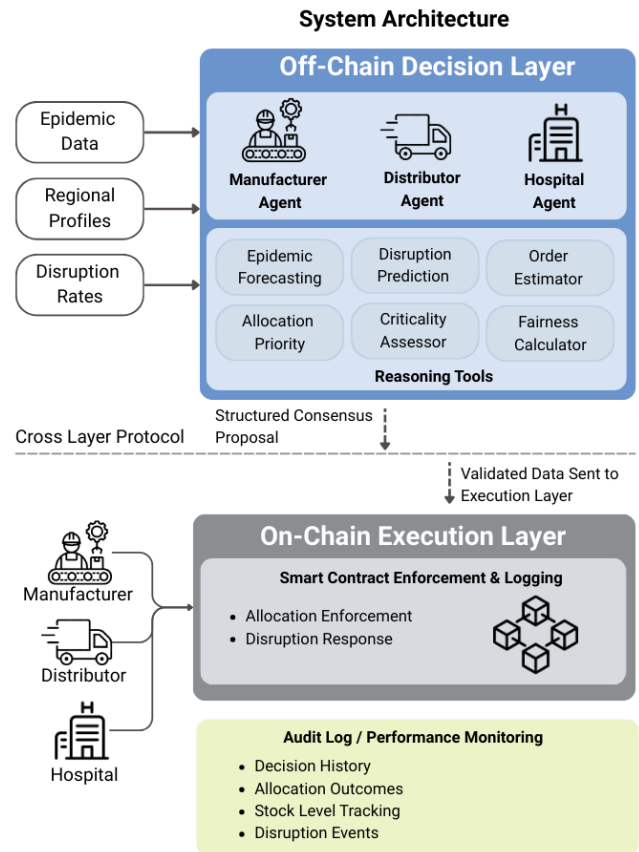 System Architecture
Off-Chain Decision Layer
Epidemic
Data
Regional
Profiles
Disruption
Rates
Manufacturer
Agent
Distributor
Agent
Hospital
Agent
Epidemic
Forecasting
Disruption
Prediction
Order
Estimator
Allocation
Priority
Criticality
Assessor
Fairness
Calculator
Reasoning Tools
Structured Consensus
Proposal
Cross Layer Protocol
Validated Data Sent to
Execution Layer
On-Chain Execution Layer
Manufacturer
Distributor
Hospital
Smart Contract Enforcement & Logging
• Allocation Enforcement
• Disruption Response
Audit Log / Performance Monitoring
• Decision History
• Allocation Outcomes
• Stock Level Tracking
• Disruption Events